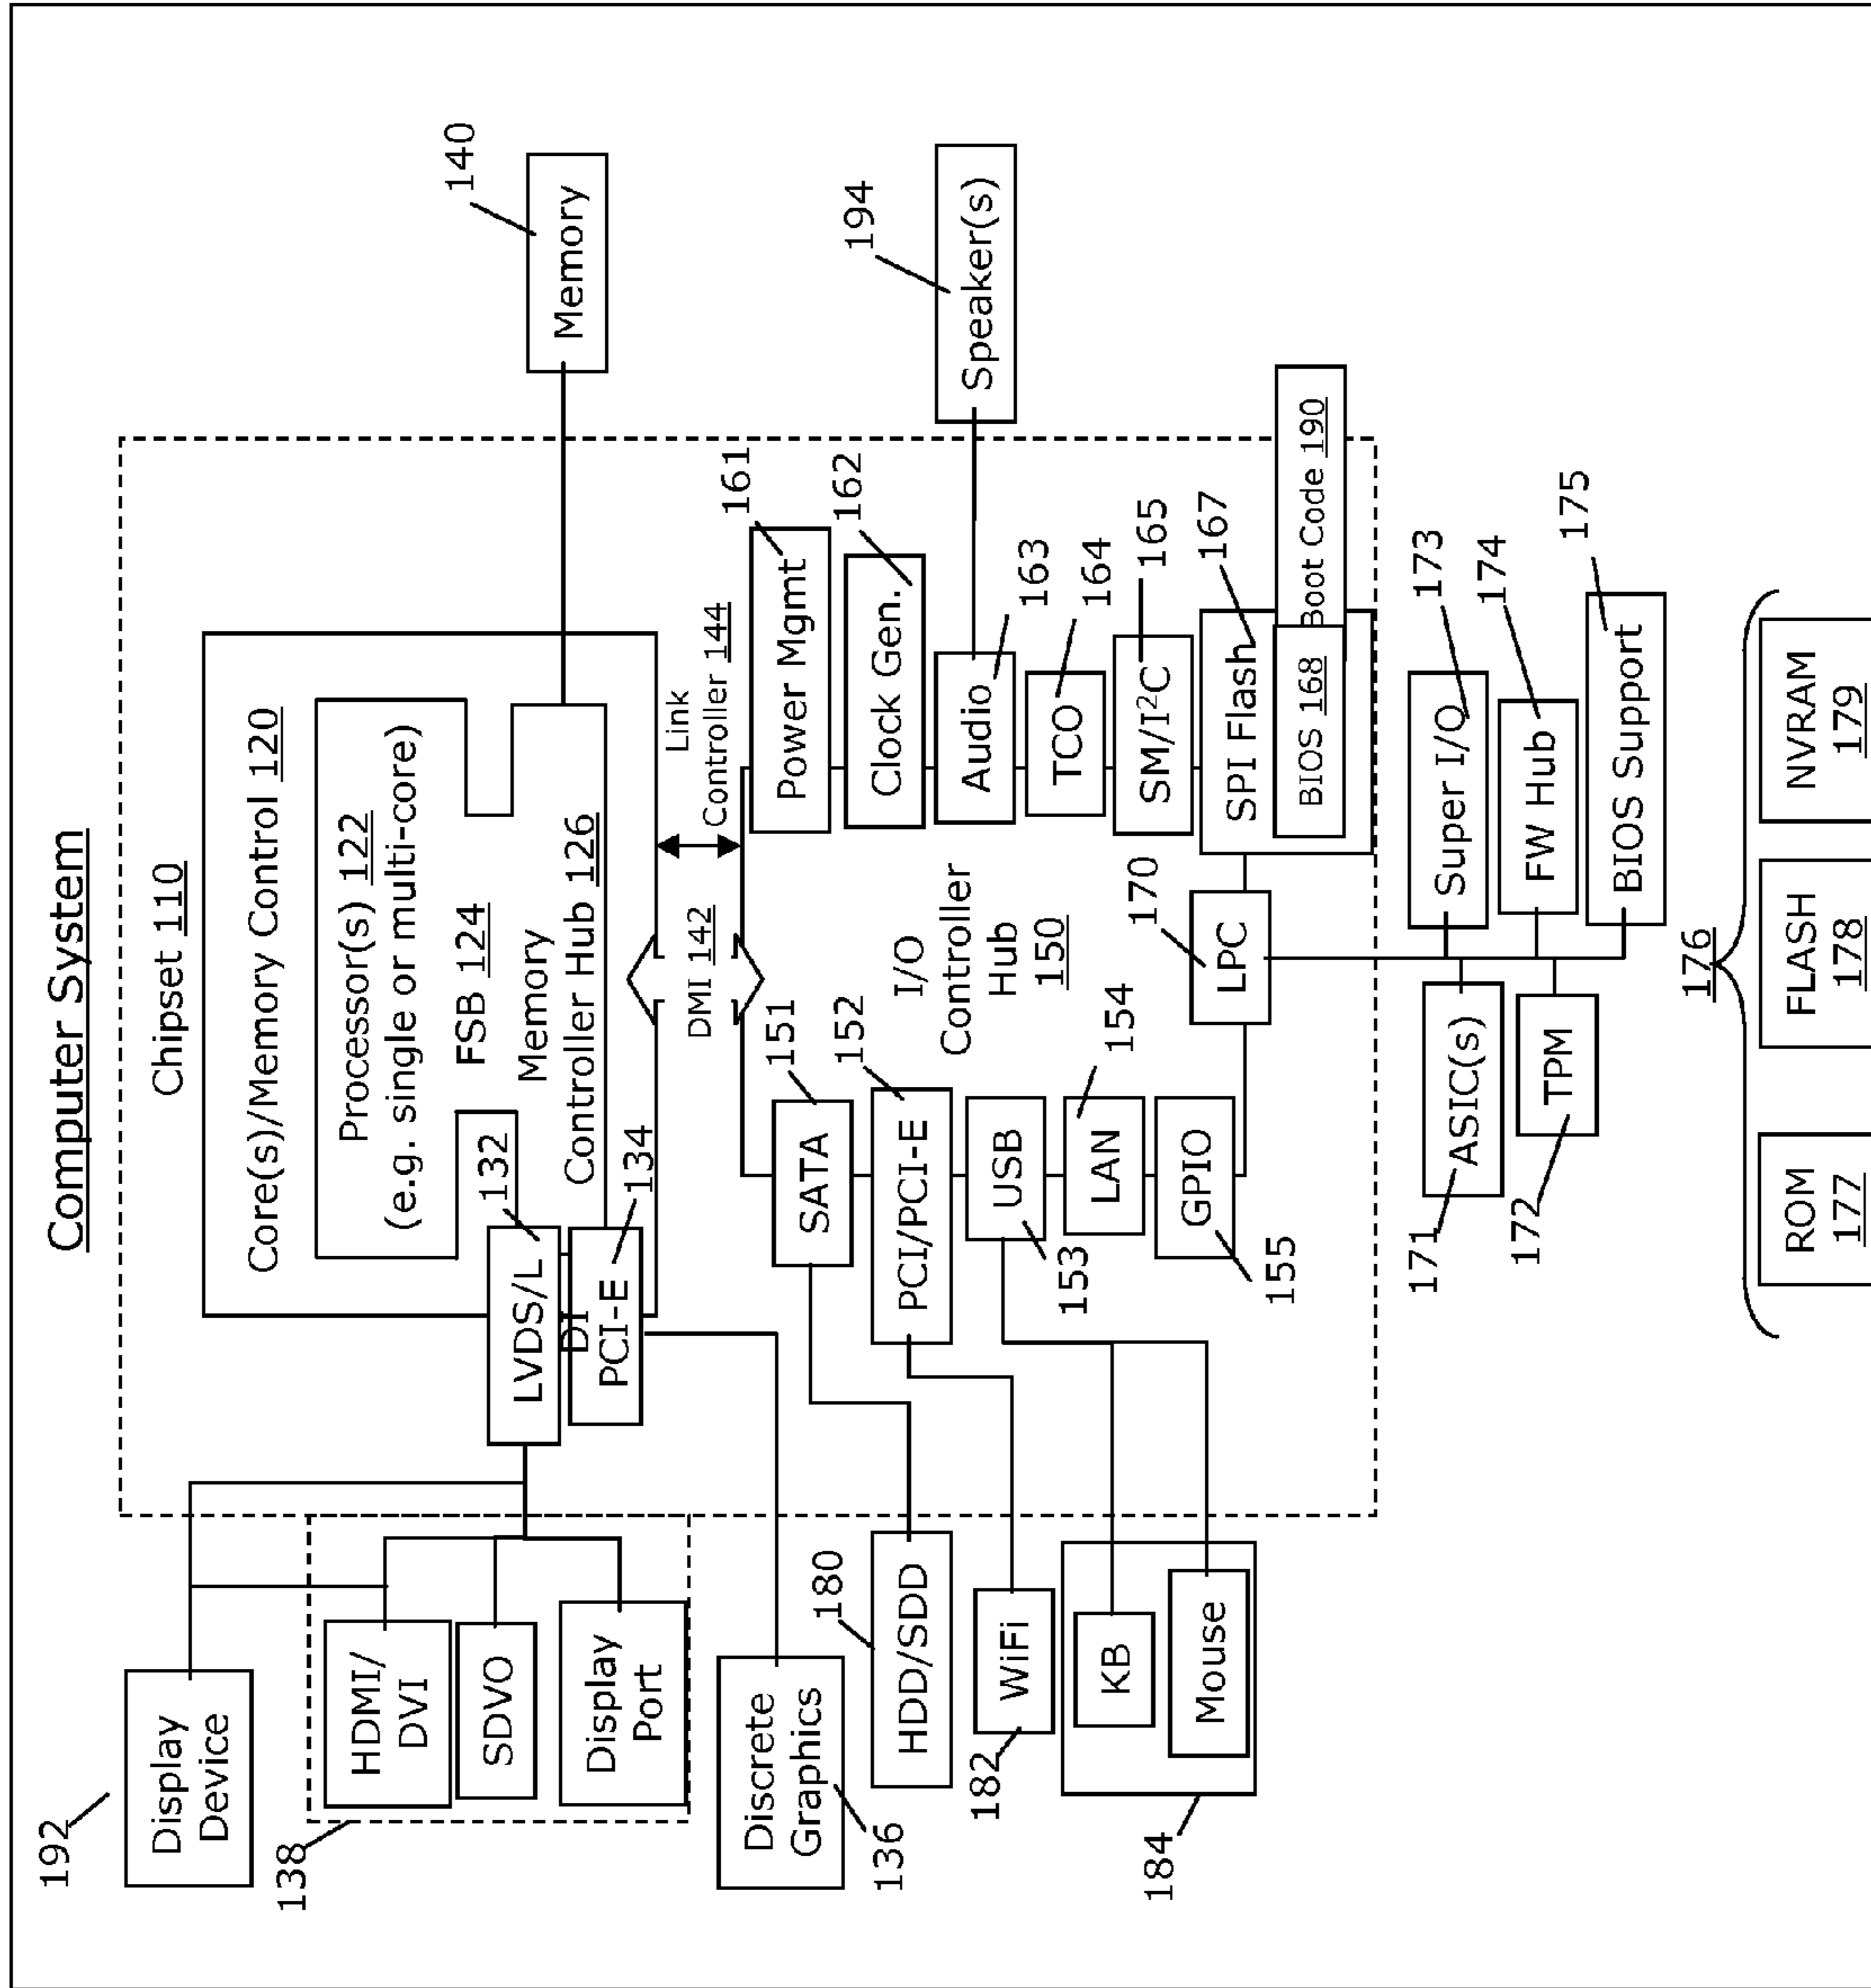 Computer System
Chipset 110
Core(s)/Memory Control 120
Processor(s) 122
(e.g. single or multi-core)
FSB 124
Memory
Controller Hub 126
LVDS/L
DI
132
PCI-E
134
Memory
140
192
Display
Device
138
HDMI/
DVI
SDVO
Display
Port
Discrete
Graphics
136
DMI 142
Link
Controller 144
I/O
Controller
Hub
150
SATA
151
PCI/PCI-E
152
USB
153
LAN
154
GPIO
155
Power Mgmt
161
Clock Gen.
162
Audio
163
TCO
164
SM/I²C
165
SPI Flash
167
BIOS 168
Boot Code 190
Speaker(s)
194
HDD/SDD
180
WiFi
182
KB
Mouse
184
LPC
170
ASIC(s)
171
TPM
172
Super I/O
173
FW Hub
174
BIOS Support
175
176
ROM
177
FLASH
178
NVRAM
179